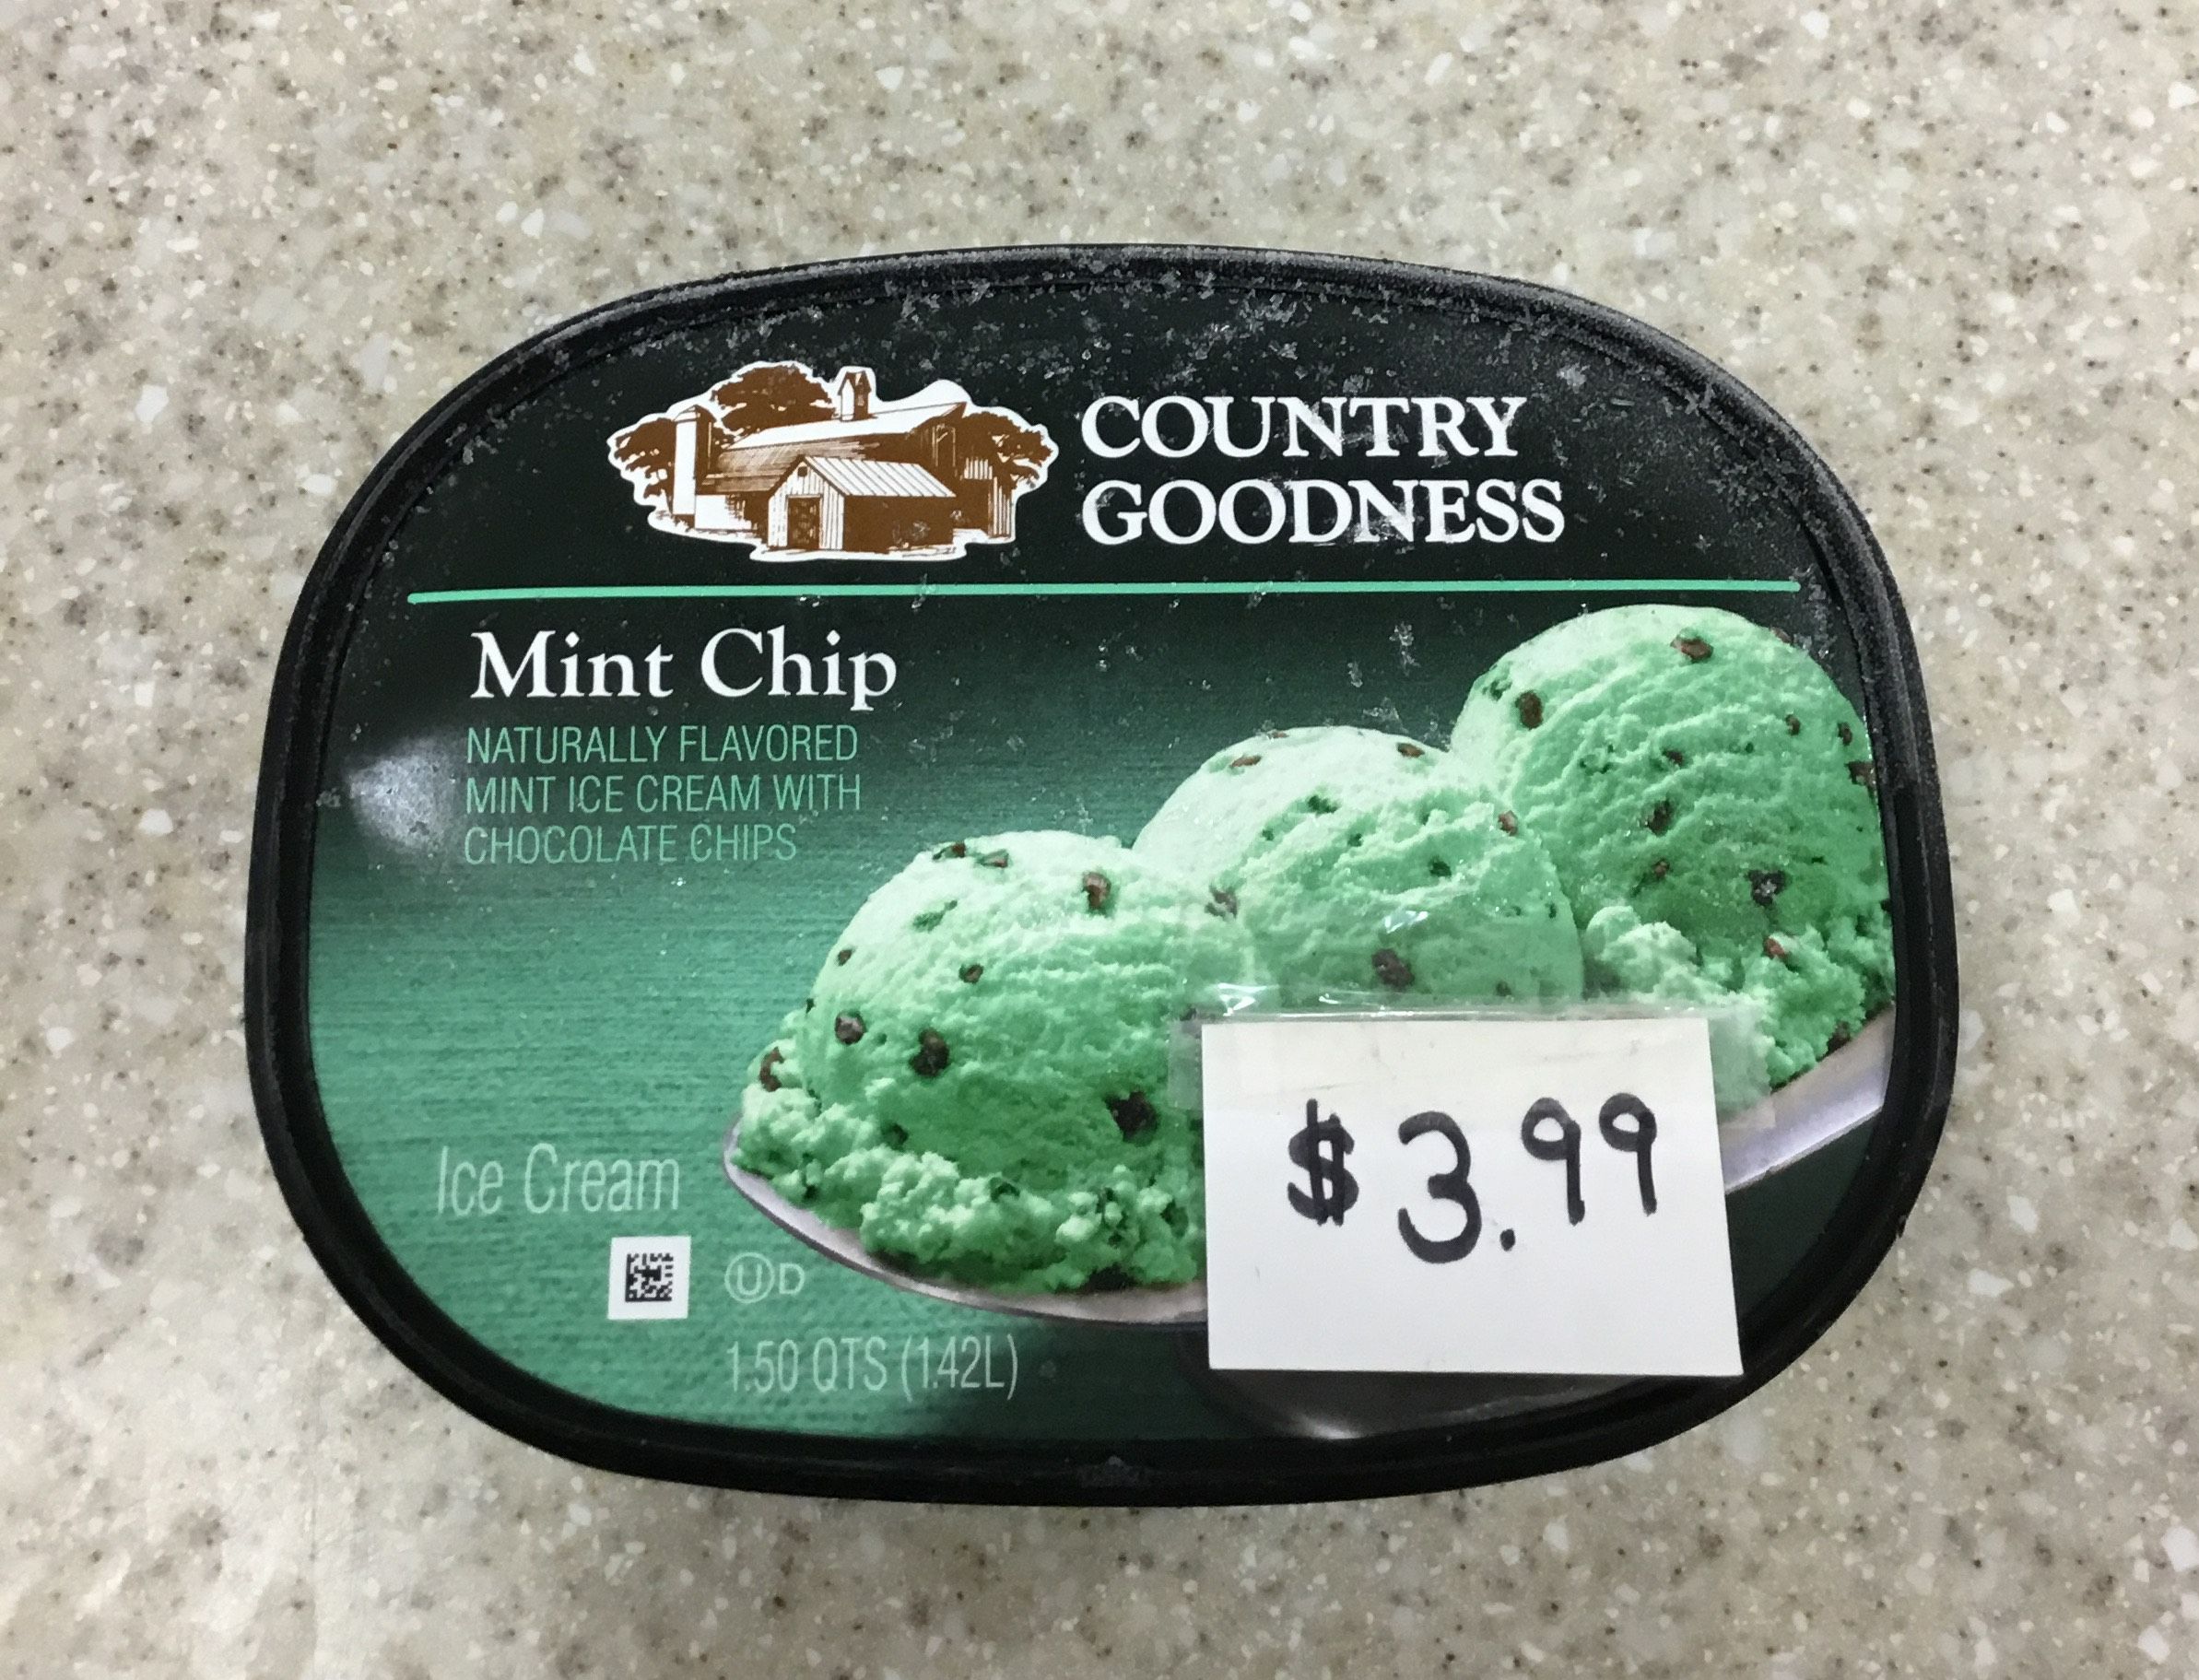 COUNTRY
GOODNESS
Mint Chip
NATURALLY FLAVORED
MINT ICE CREAM WITH
CHOCOLATE CHIPS
Ice Cream
$3.99
U D
1.50 QTS (1.42L)